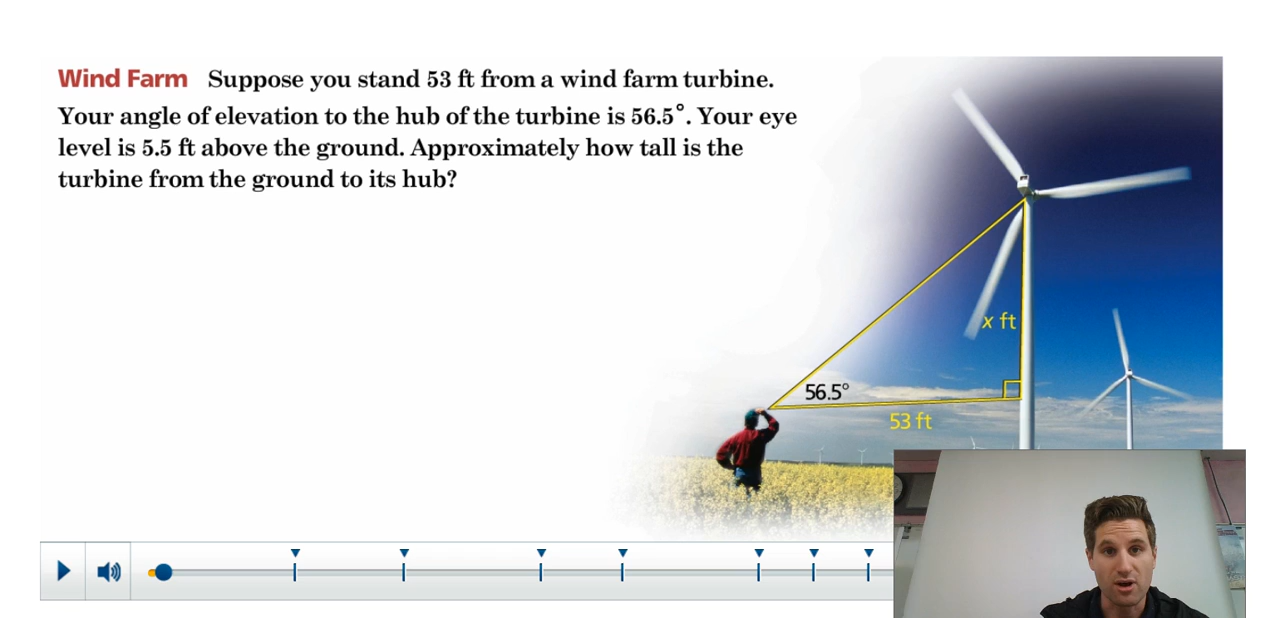 Wind Farm Suppose you stand 53 ft from a wind farm turbine.
Your angle of elevation to the hub of the turbine is 56.5°. Your eye
level is 5.5 ft above the ground. Approximately how tall is the
turbine from the ground to its hub?
x ft
56.5°
53 ft